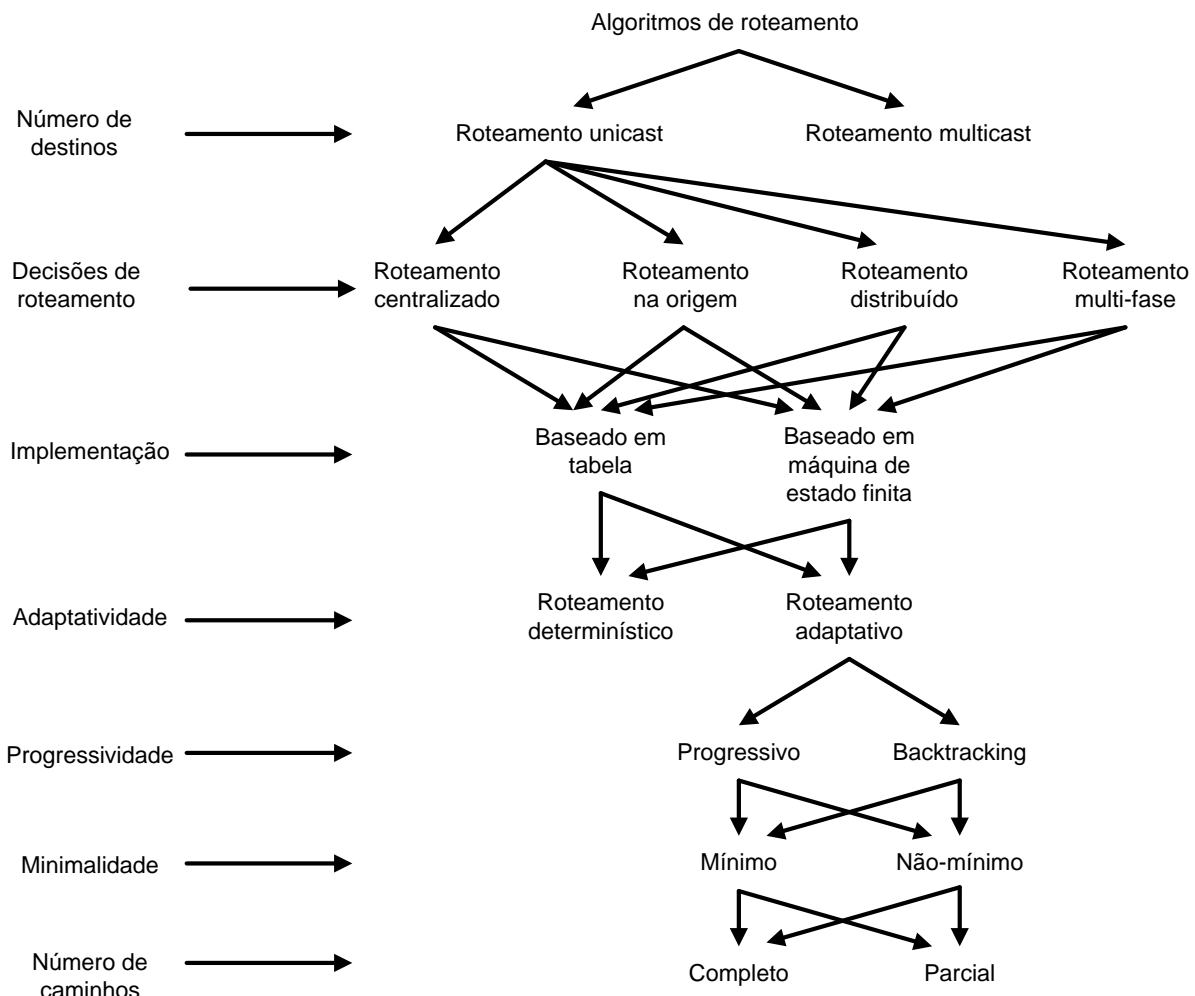 Algoritmos de roteamento
Número de
destinos
Roteamento unicast
Roteamento multicast
Decisões de
roteamento
Roteamento
centralizado
Roteamento
na origem
Roteamento
distribuído
Roteamento
multi-fase
Implementação
Baseado em
tabela
Baseado em
máquina de
estado finita
Adaptatividade
Roteamento
determinístico
Roteamento
adaptativo
Progressividade
Progressivo
Backtracking
Minimalidade
Mínimo
Não-mínimo
Número de
caminhos
Completo
Parcial